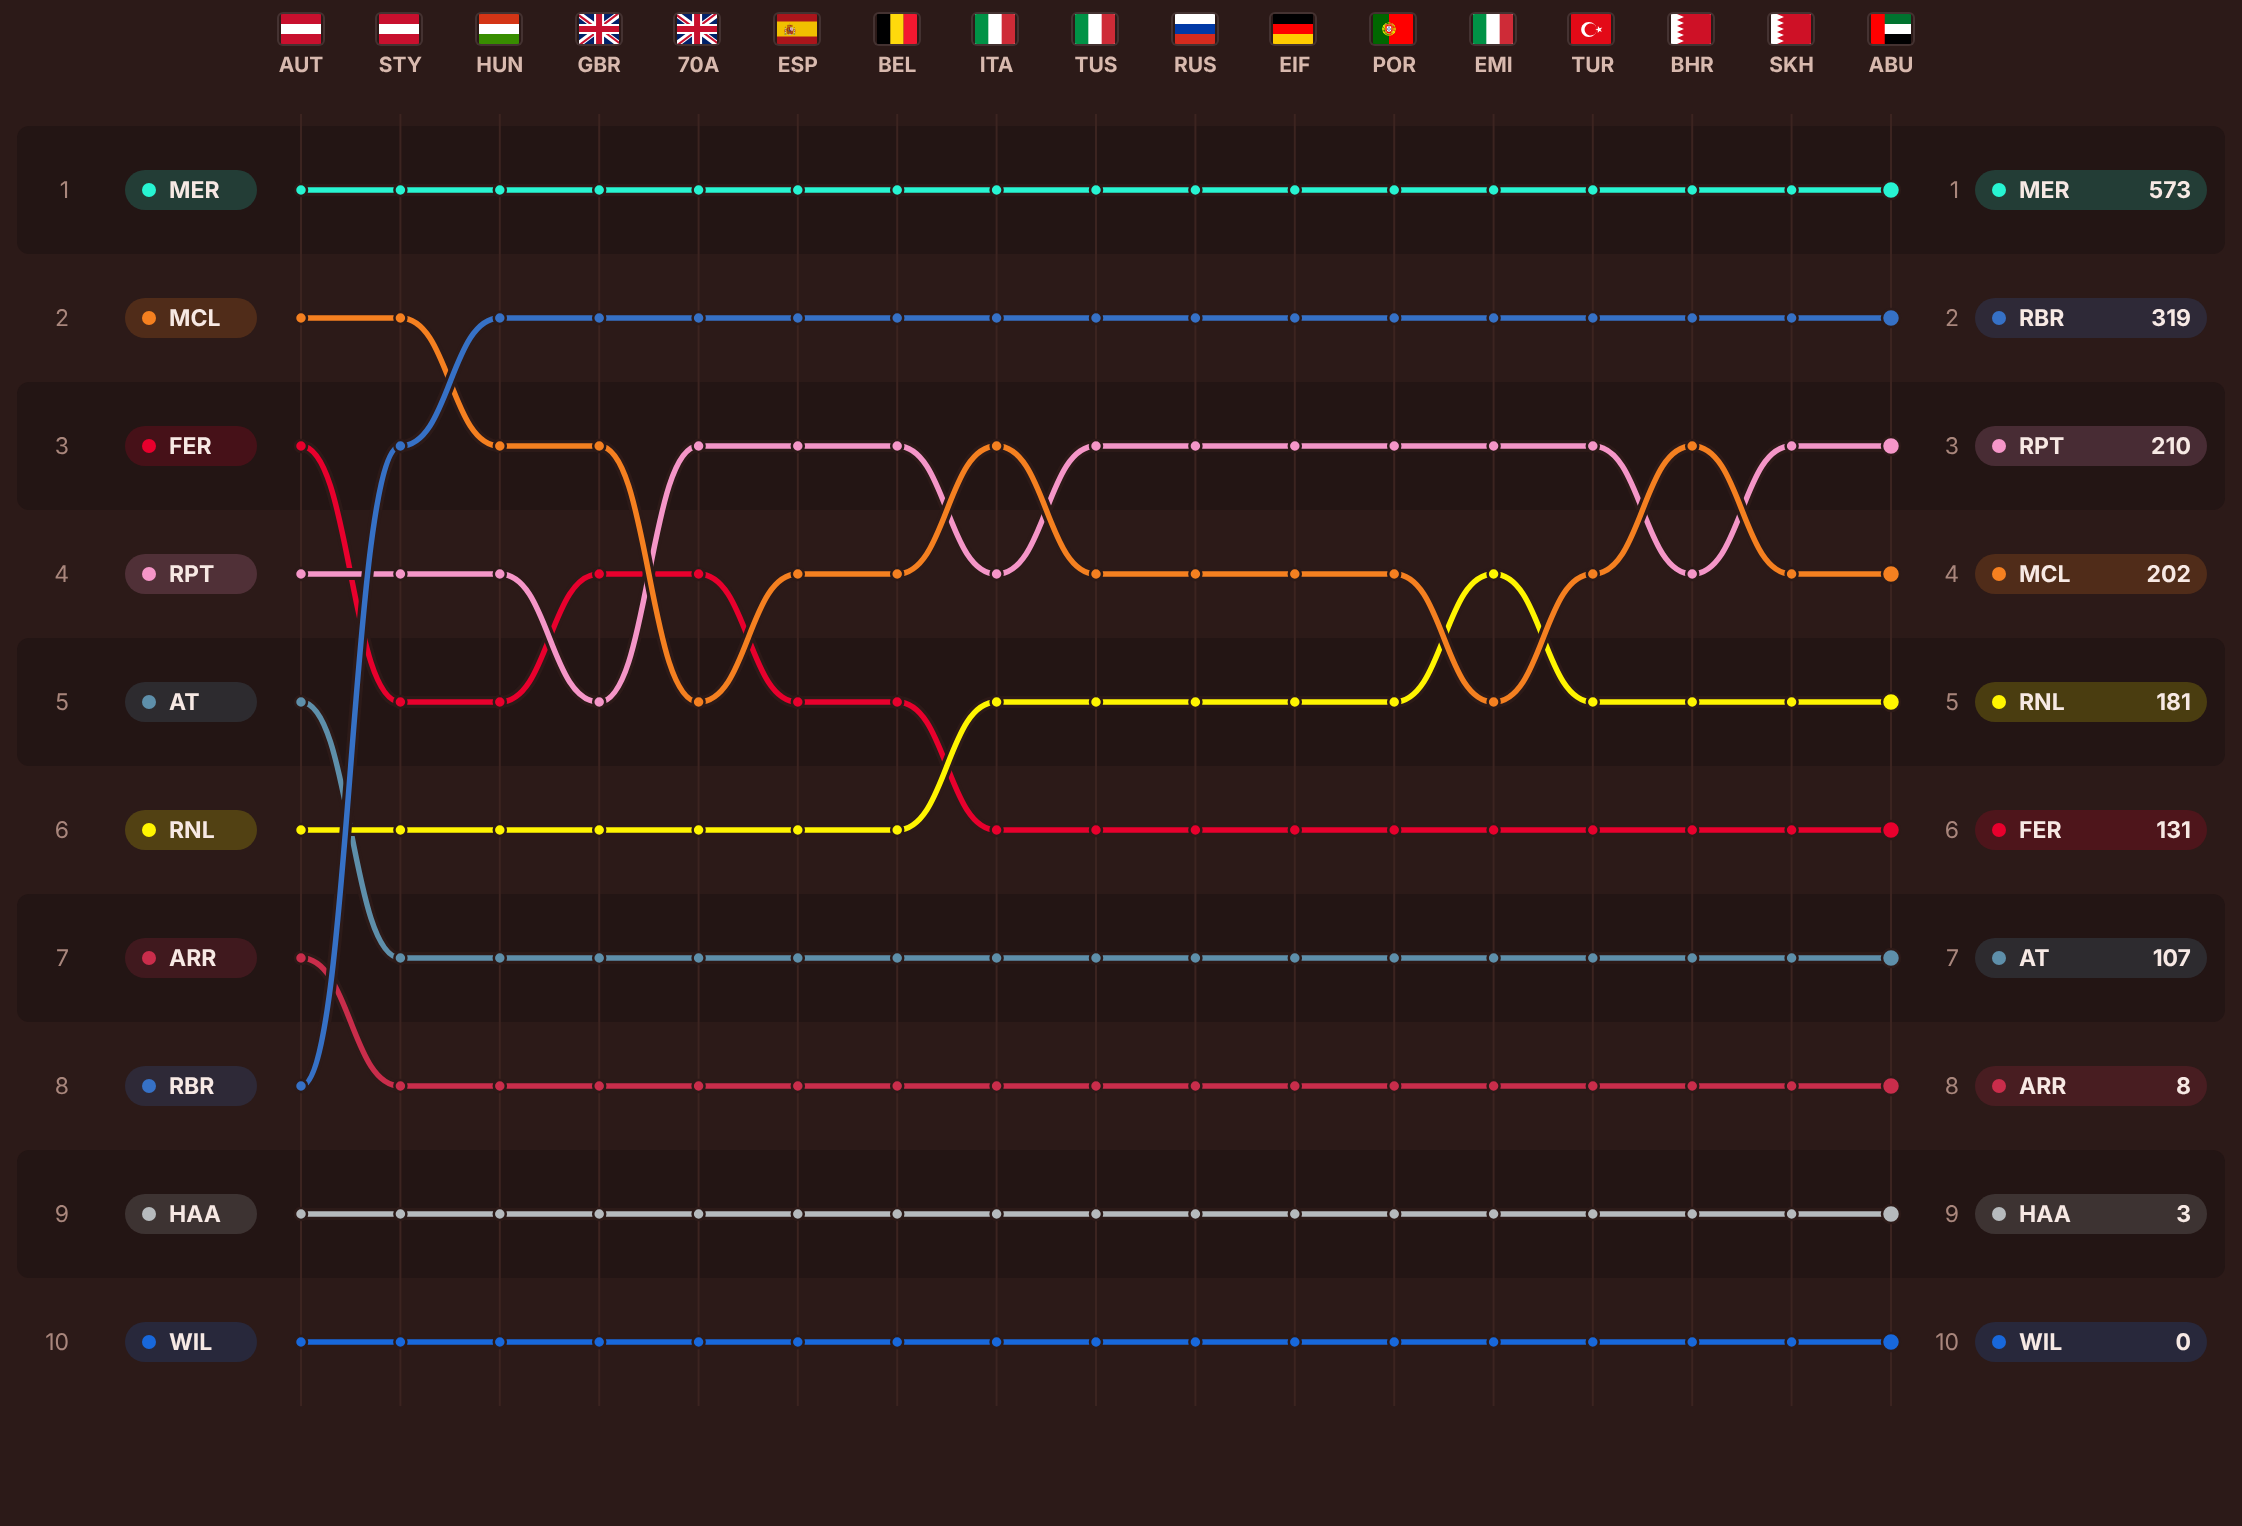 AUT STY HUN GBR 70A ESP BEL ITA TUS RUS EIF POR EMI TUR BHR SKH ABU
1 MER 1 MER 573
2 MCL 2 RBR 319
3 FER 3 RPT 210
4 RPT 4 MCL 202
5 AT 5 RNL 181
6 RNL 6 FER 131
7 ARR 7 AT 107
8 RBR 8 ARR 8
9 HAA 9 HAA 3
10 WIL 10 WIL 0